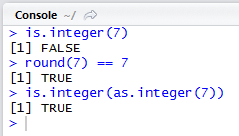 Console ~/
> is.integer(7)
[1] FALSE
> round(7) == 7
[1] TRUE
> is.integer(as.integer(7))
[1] TRUE
>